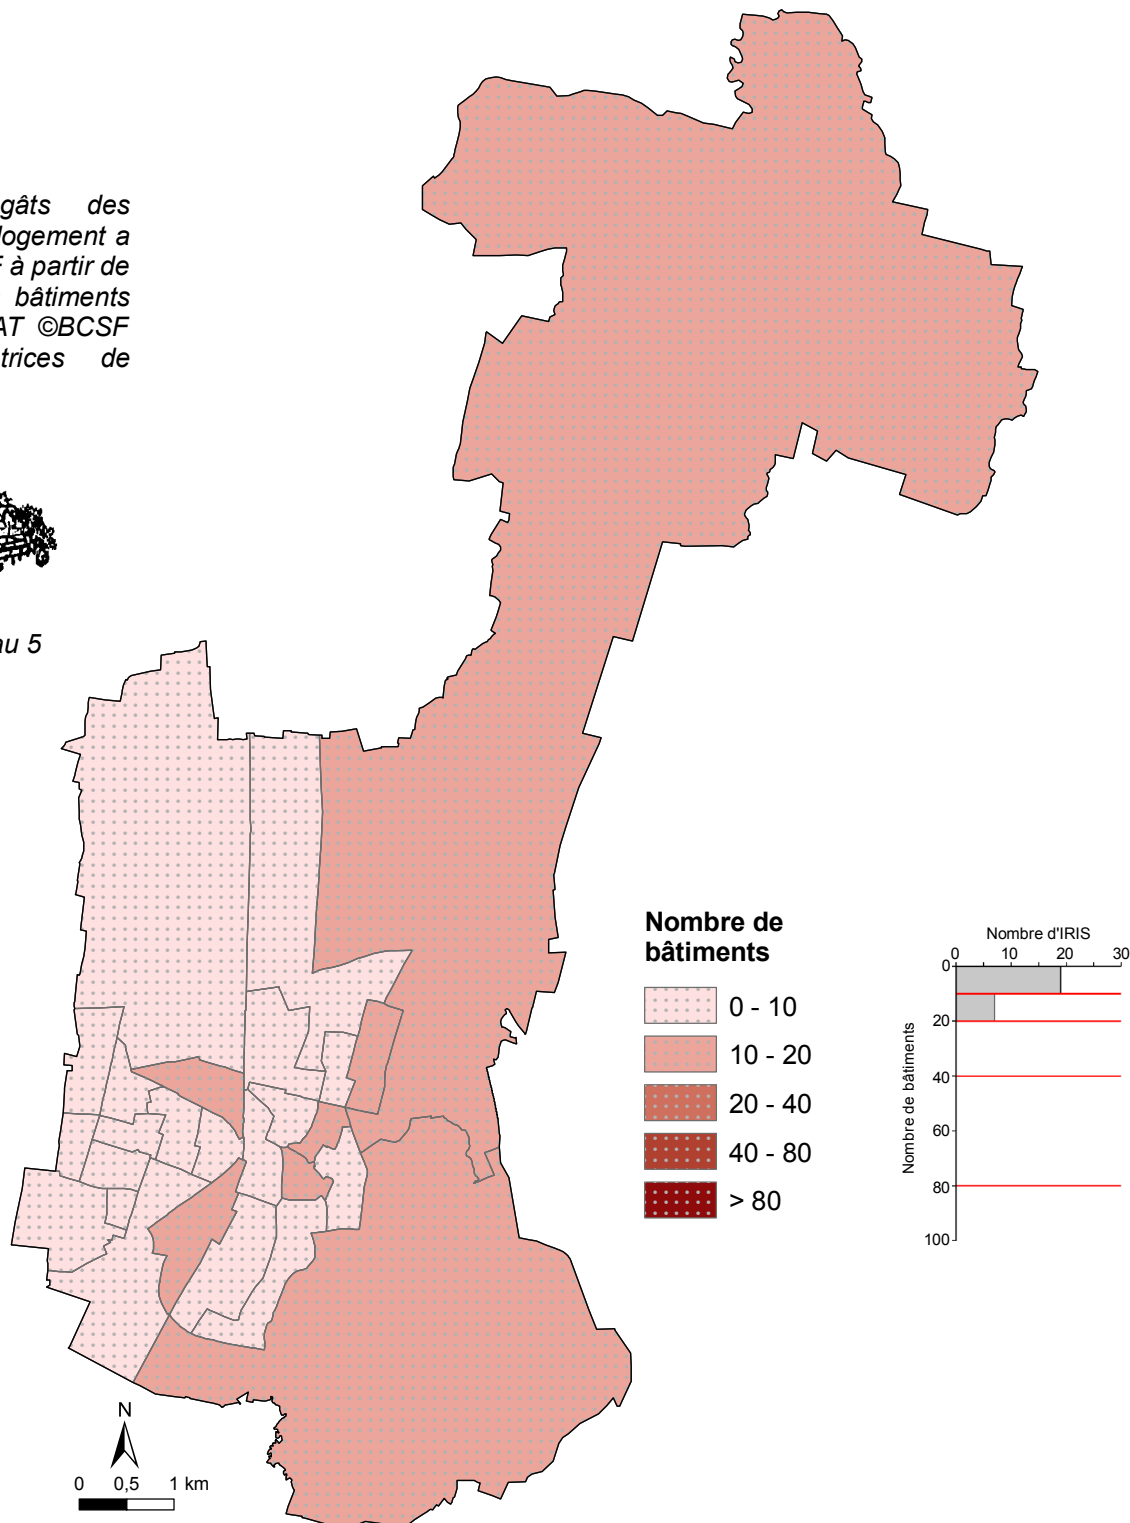 gâts des
logement a
à partir de
bâtiments
©BCSF
trices de
au 5
Nombre de
bâtiments
0 - 10
10 - 20
20 - 40
40 - 80
> 80
Nombre d'IRIS
0 10 20 30
Nombre de bâtiments
0
20
40
60
80
100
N
0 0,5 1 km